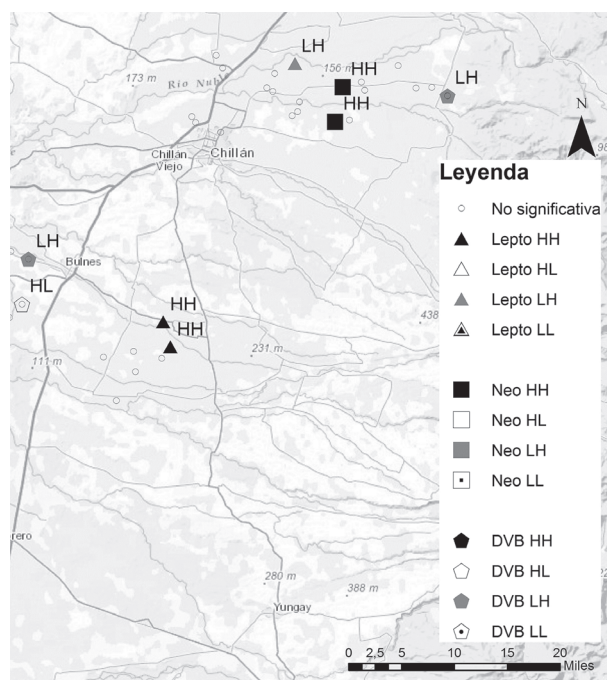 LH
156 m
HH
173 m
Río Ñuble
HH
LH
Chillán
Viejo
Chillán
N
98
LH
Bulnes
HL
HH
HH
111 m
231
438
rero
280 m
388 m
Yungay
Leyenda
No significativa
Lepto HH
Lepto HL
Lepto LH
Lepto LL
Neo HH
Neo HL
Neo LH
Neo LL
DVB HH
DVB HL
DVB LH
DVB LL
0 2,5 5 10 15 20
Miles